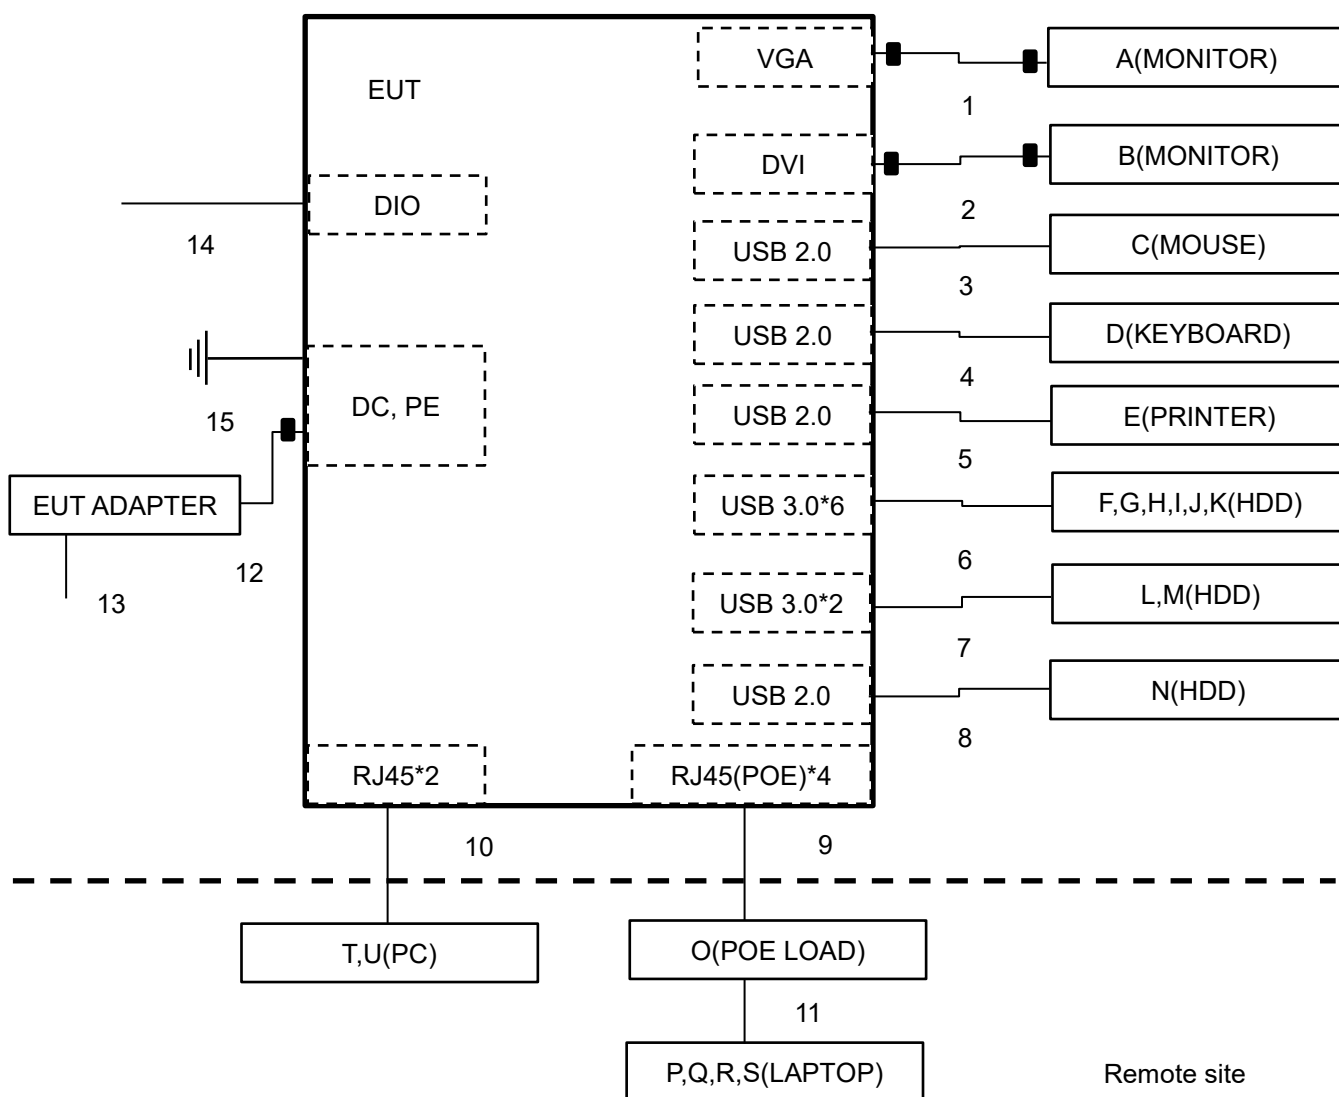 VGA
A(MONITOR)
EUT
1
DVI
B(MONITOR)
DIO
2
14
USB 2.0
C(MOUSE)
3
USB 2.0
D(KEYBOARD)
4
DC, PE
USB 2.0
E(PRINTER)
15
5
EUT ADAPTER
USB 3.0*6
F,G,H,I,J,K(HDD)
12
6
13
USB 3.0*2
L,M(HDD)
7
USB 2.0
N(HDD)
8
RJ45*2
RJ45(POE)*4
10
9
T,U(PC)
O(POE LOAD)
11
P,Q,R,S(LAPTOP)
Remote site